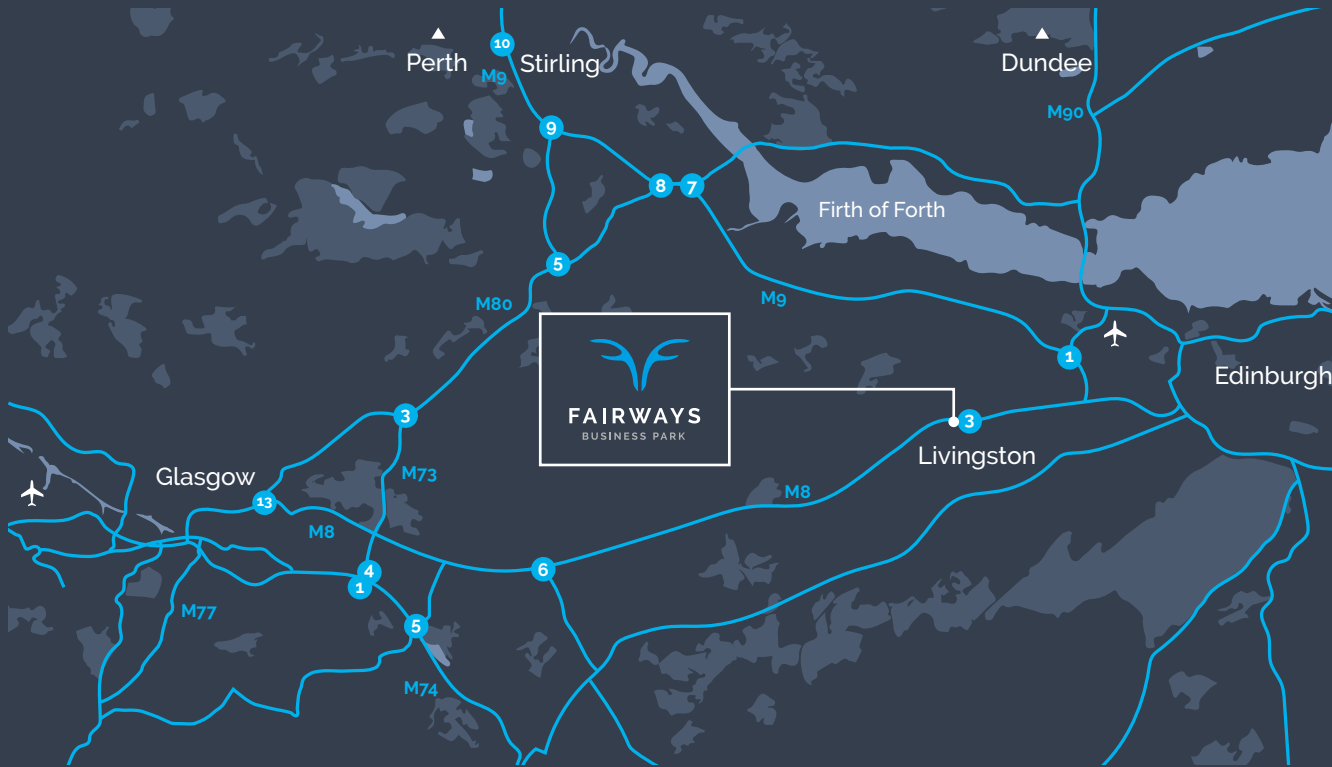 10
Perth
Stirling
M9
Dundee
M90
9
8
7
Firth of Forth
5
M80
M9
1
FAIRWAYS
BUSINESS PARK
Edinburgh
3
3
Livingston
M73
Glasgow
13
M8
M8
6
4
1
M77
5
M74